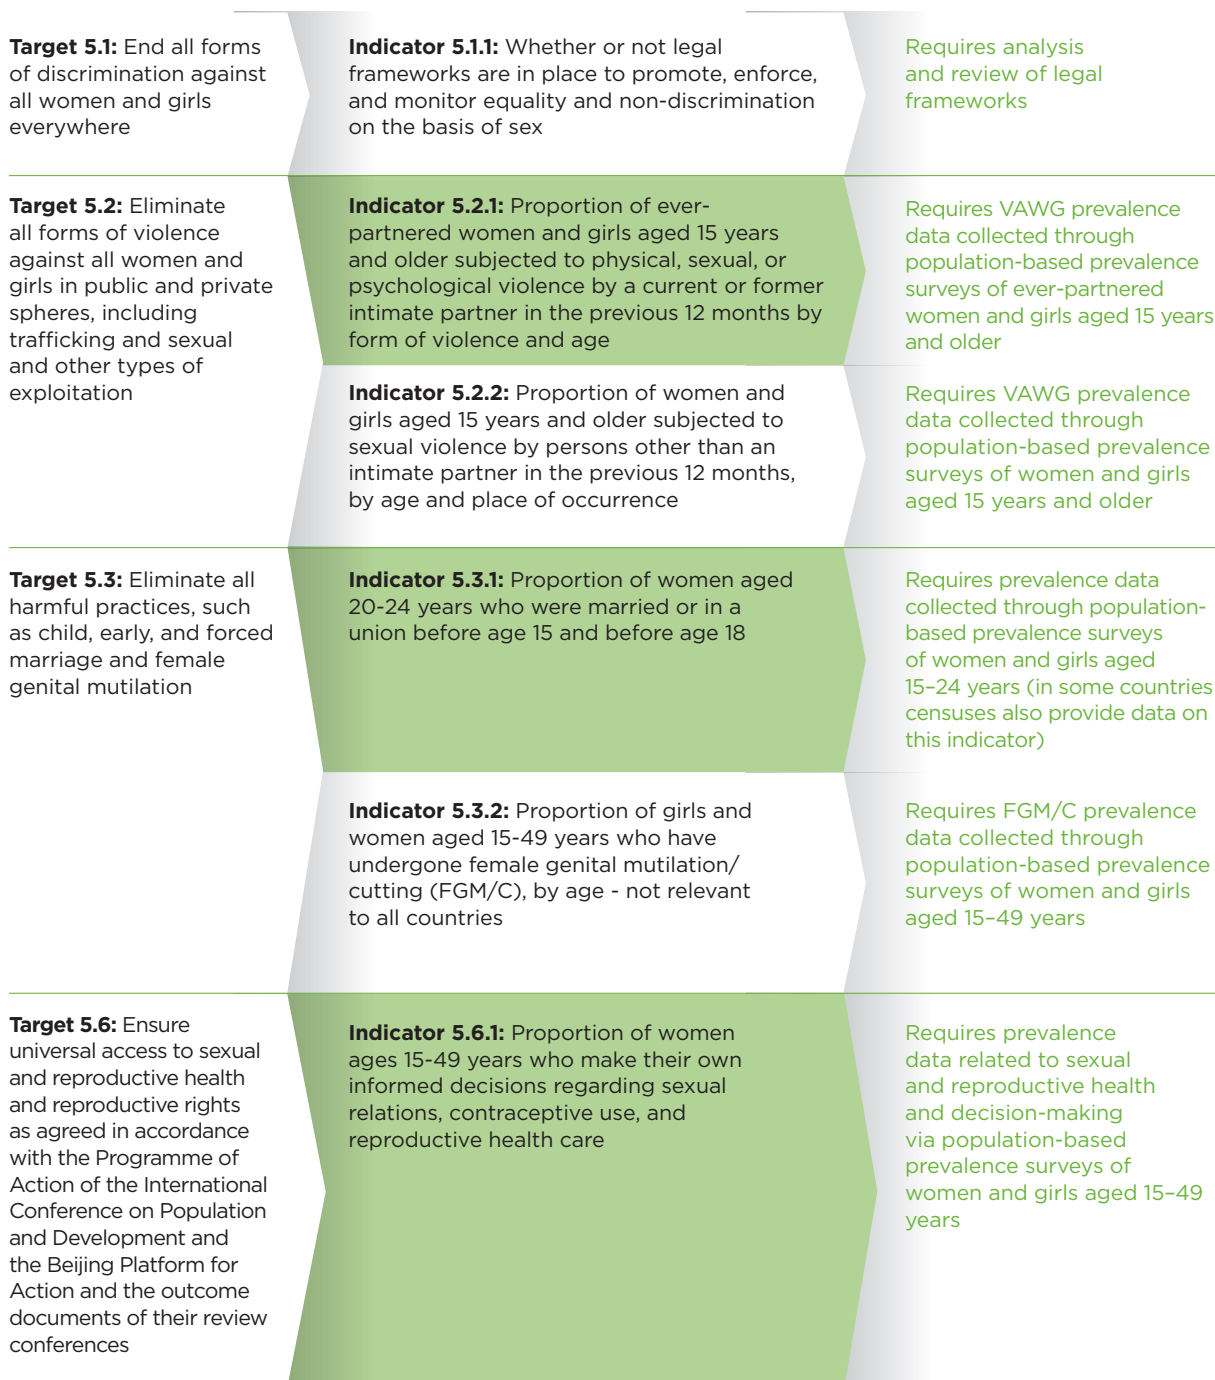 Target 5.1: End all forms
of discrimination against
all women and girls
everywhere
Indicator 5.1.1: Whether or not legal
frameworks are in place to promote, enforce,
and monitor equality and non-discrimination
on the basis of sex
Requires analysis
and review of legal
frameworks
Target 5.2: Eliminate
all forms of violence
against all women and
girls in public and private
spheres, including
trafficking and sexual
and other types of
exploitation
Indicator 5.2.1: Proportion of ever-
partnered women and girls aged 15 years
and older subjected to physical, sexual, or
psychological violence by a current or former
intimate partner in the previous 12 months by
form of violence and age
Requires VAWG prevalence
data collected through
population-based prevalence
surveys of ever-partnered
women and girls aged 15 years
and older
Indicator 5.2.2: Proportion of women and
girls aged 15 years and older subjected to
sexual violence by persons other than an
intimate partner in the previous 12 months,
by age and place of occurrence
Requires VAWG prevalence
data collected through
population-based prevalence
surveys of women and girls
aged 15 years and older
Target 5.3: Eliminate all
harmful practices, such
as child, early, and forced
marriage and female
genital mutilation
Indicator 5.3.1: Proportion of women aged
20-24 years who were married or in a
union before age 15 and before age 18
Requires prevalence data
collected through population-
based prevalence surveys
of women and girls aged
15–24 years (in some countries
censuses also provide data on
this indicator)
Indicator 5.3.2: Proportion of girls and
women aged 15-49 years who have
undergone female genital mutilation/
cutting (FGM/C), by age - not relevant
to all countries
Requires FGM/C prevalence
data collected through
population-based prevalence
surveys of women and girls
aged 15–49 years
Target 5.6: Ensure
universal access to sexual
and reproductive health
and reproductive rights
as agreed in accordance
with the Programme of
Action of the International
Conference on Population
and Development and
the Beijing Platform for
Action and the outcome
documents of their review
conferences
Indicator 5.6.1: Proportion of women
ages 15-49 years who make their own
informed decisions regarding sexual
relations, contraceptive use, and
reproductive health care
Requires prevalence
data related to sexual
and reproductive health
and decision-making
via population-based
prevalence surveys of
women and girls aged 15–49
years